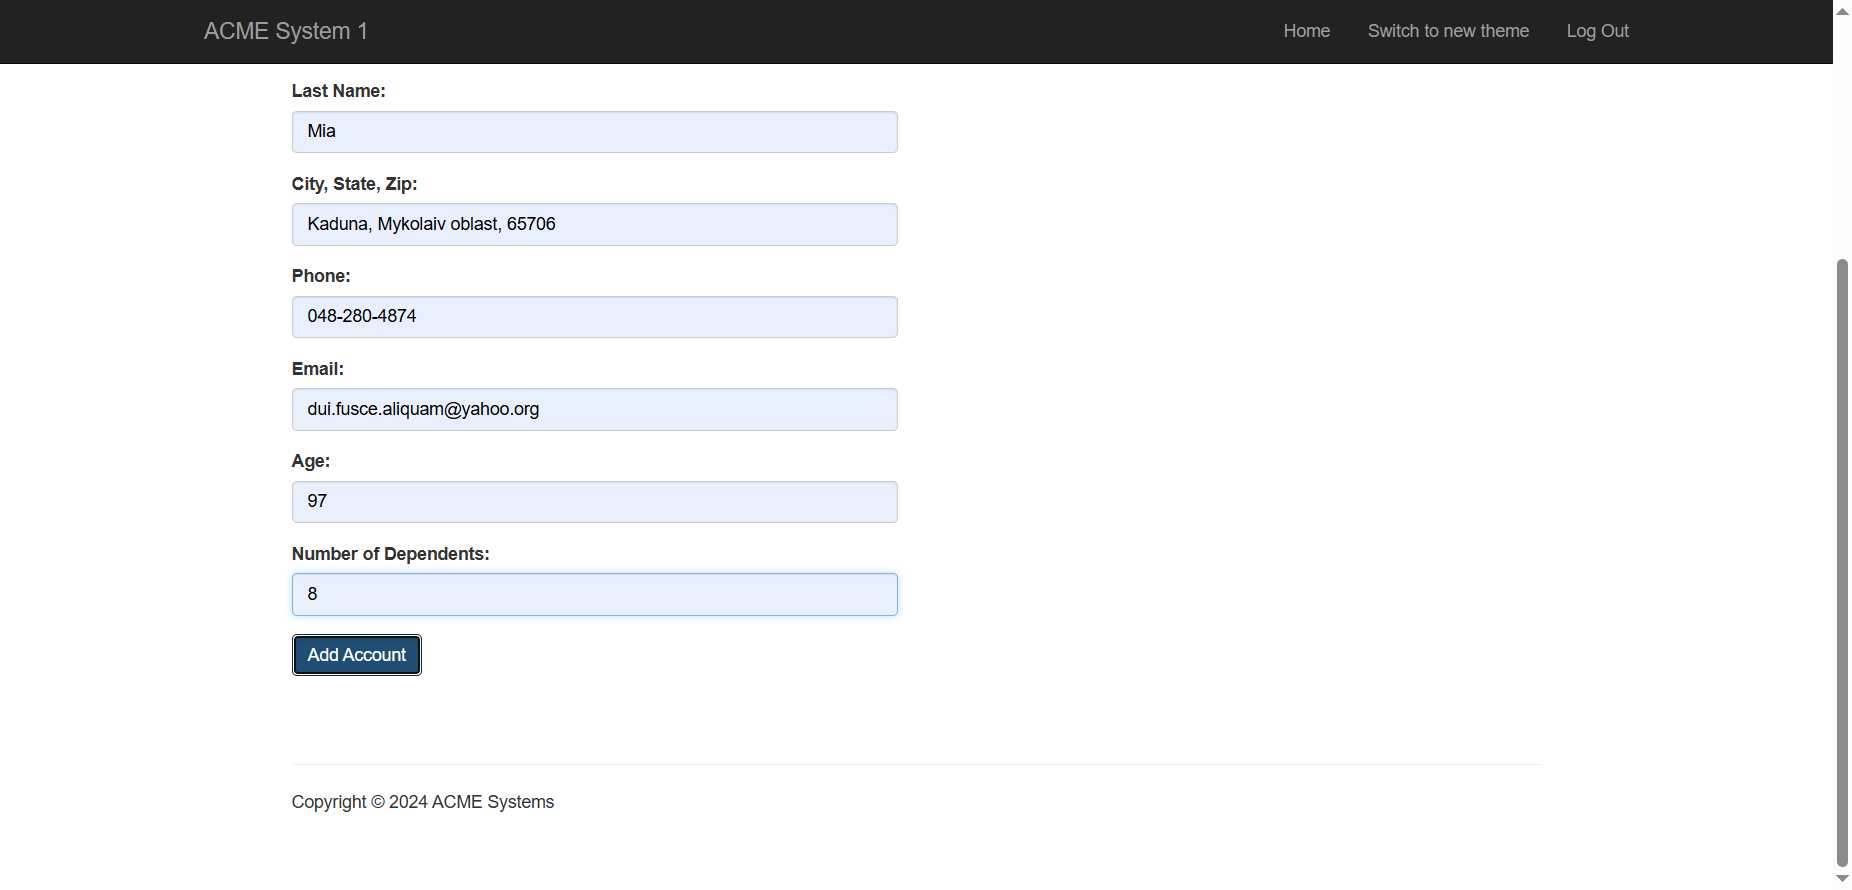 ACME System 1
Home
Switch to new theme
Log Out
Last Name:
Mia
City, State, Zip:
Kaduna, Mykolaiv oblast, 65706
Phone:
048-280-4874
Email:
dui.fusce.aliquam@yahoo.org
Age:
97
Number of Dependents:
8
Add Account
Copyright © 2024 ACME Systems